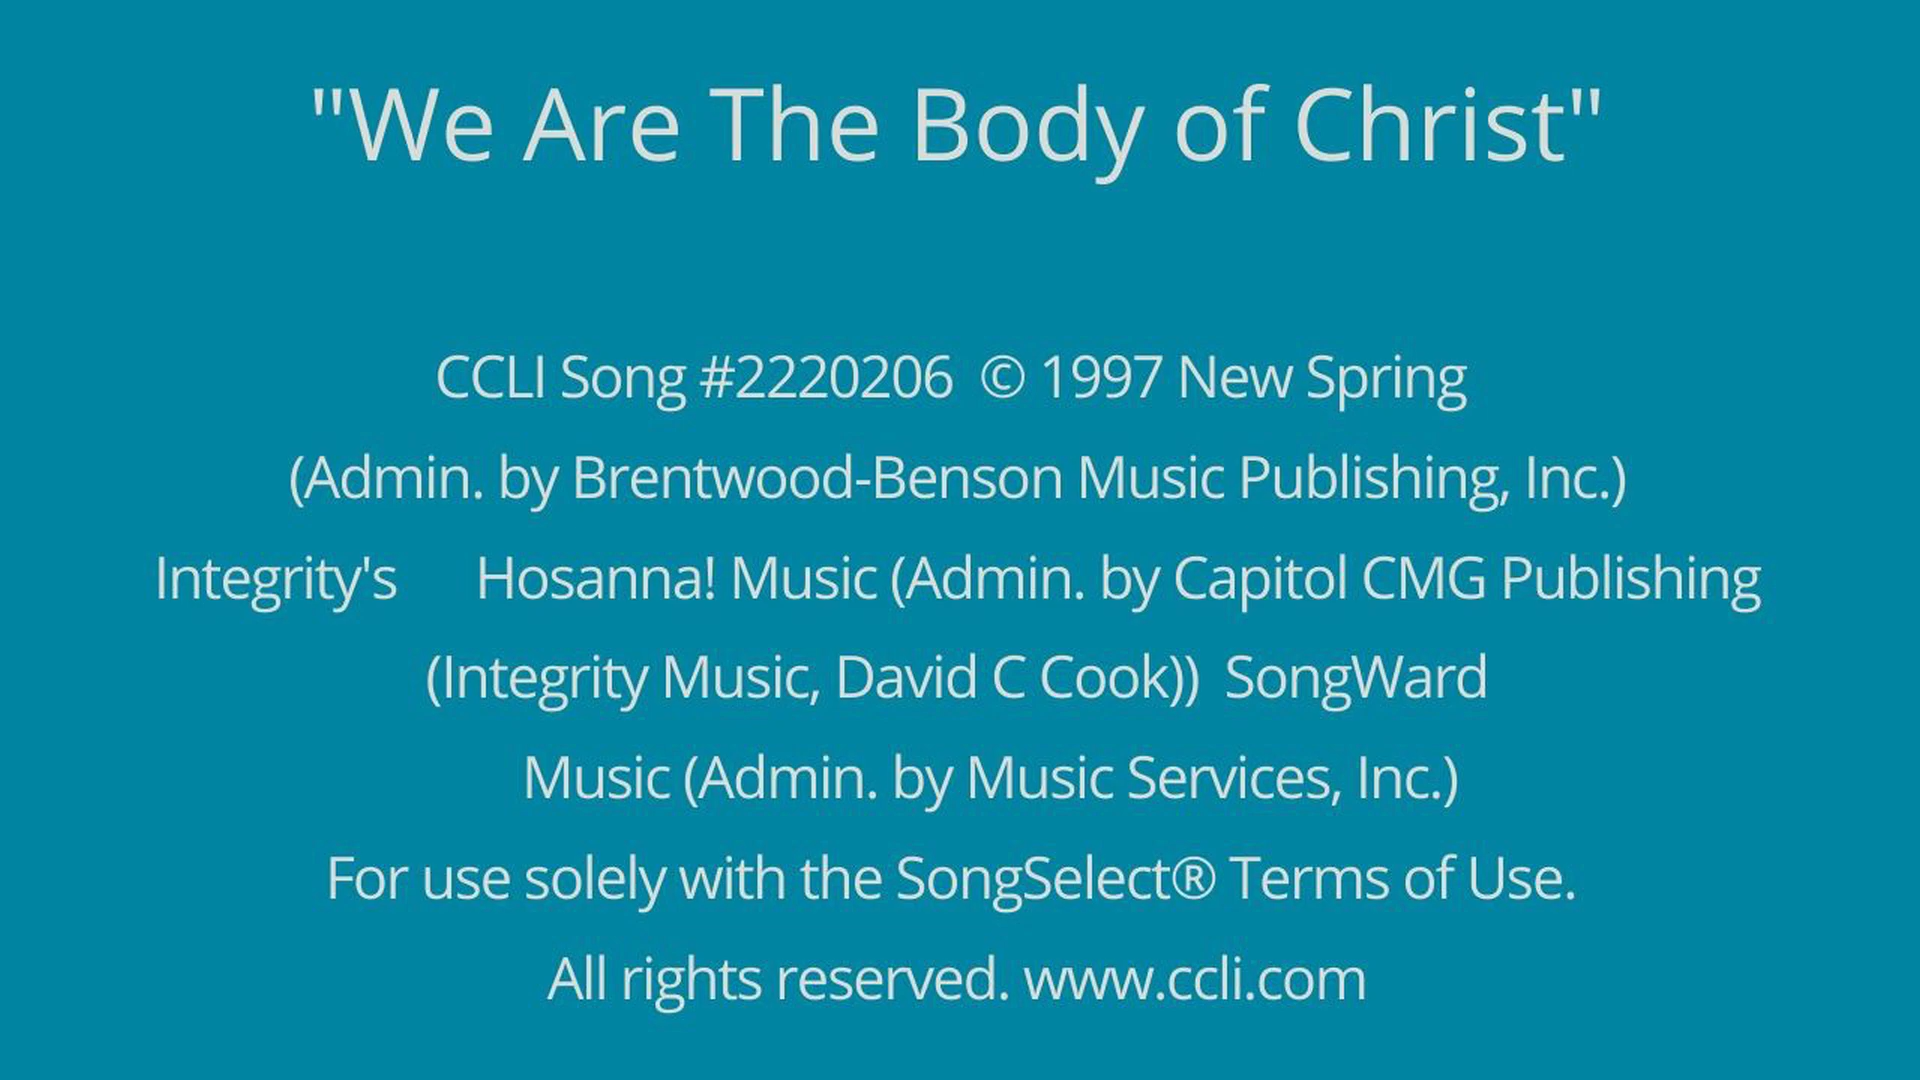 "We Are The Body of Christ"
CCLI Song #2220206 © 1997 New Spring
(Admin. by Brentwood-Benson Music Publishing, Inc.)
Integrity's Hosanna! Music (Admin. by Capitol CMG Publishing
(Integrity Music, David C Cook)) SongWard
Music (Admin. by Music Services, Inc.)
For use solely with the SongSelect® Terms of Use.
All rights reserved. www.ccli.com